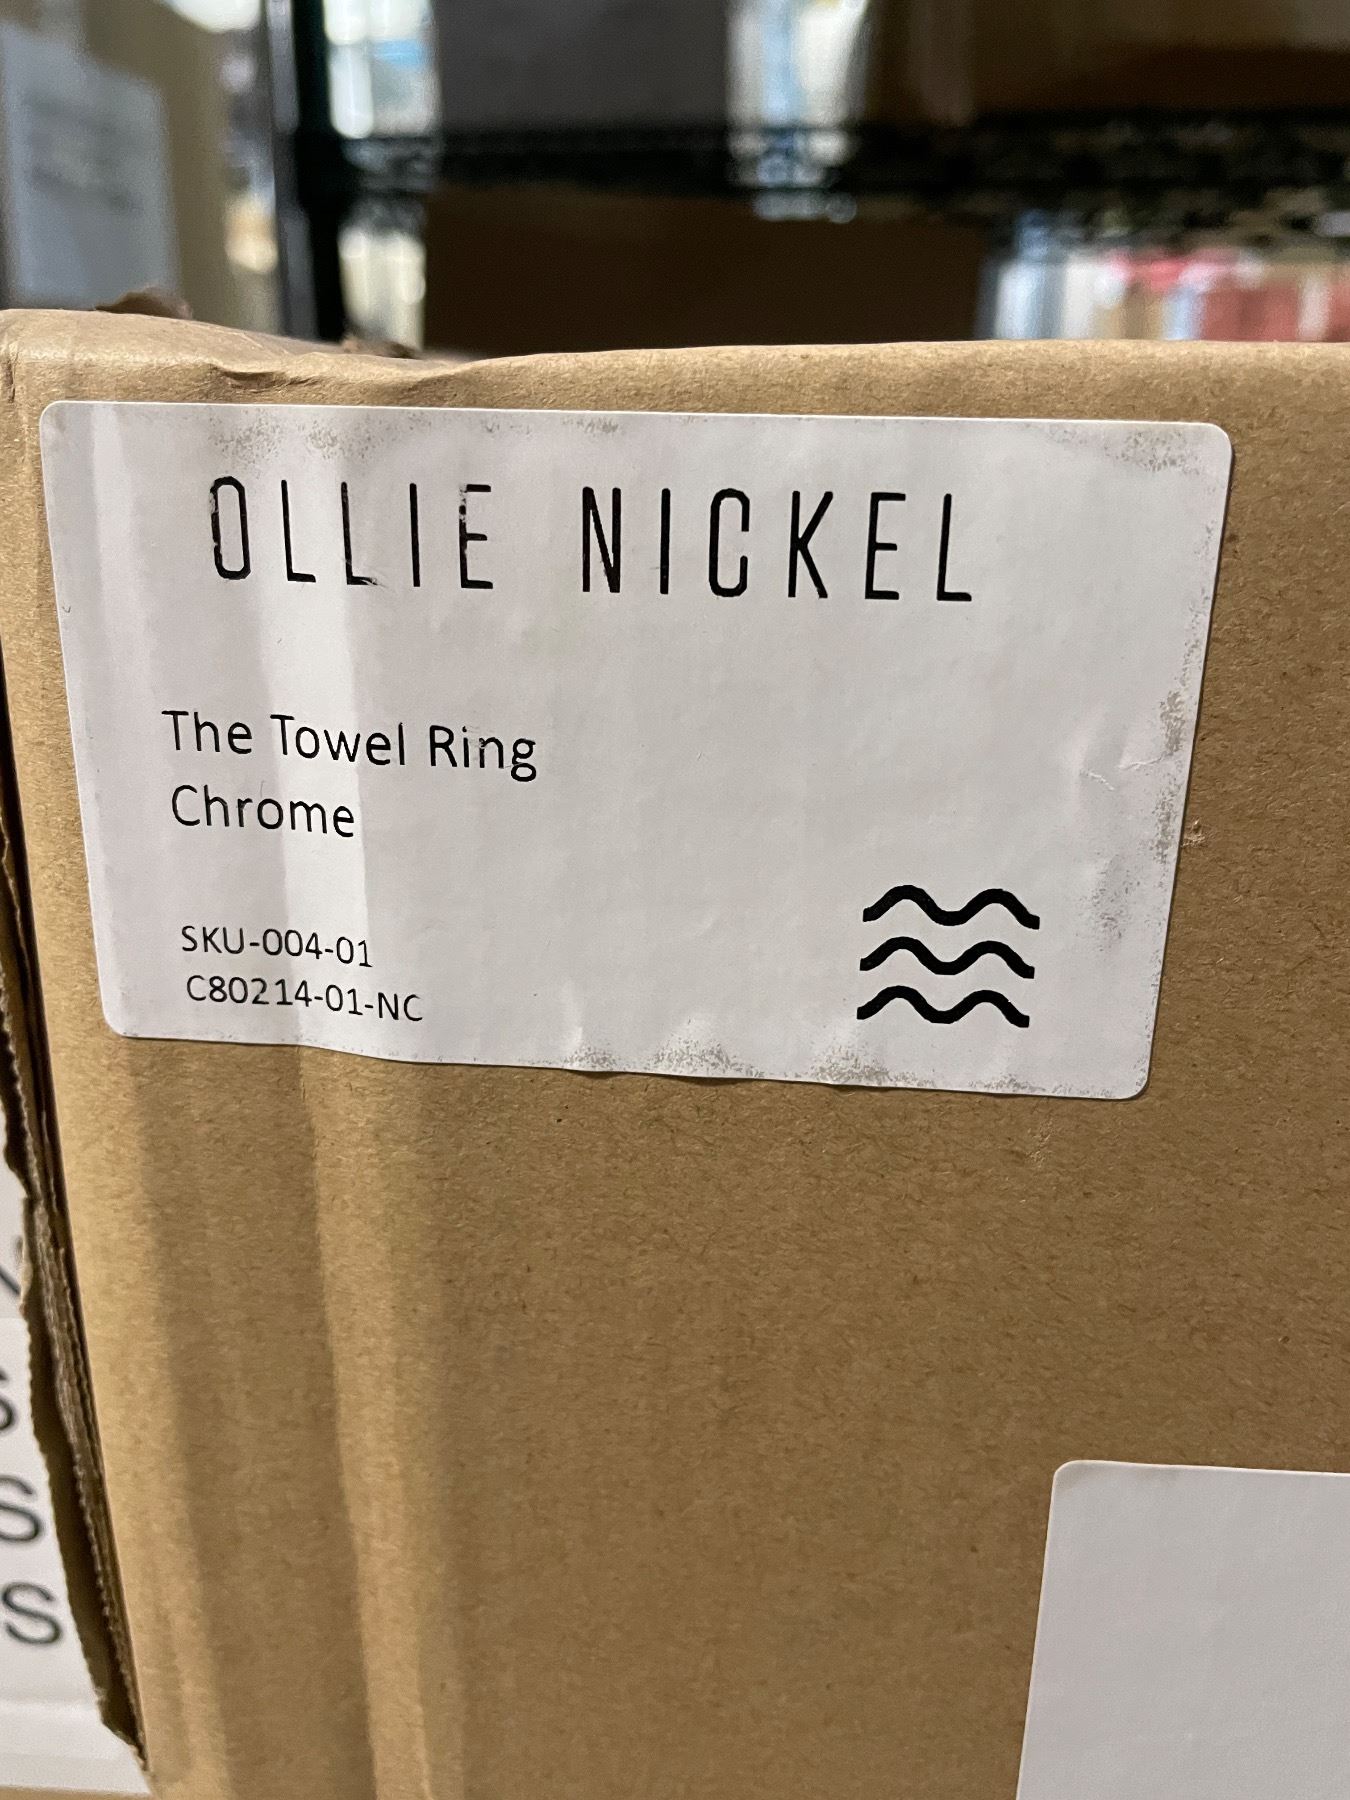 OLLIE NICKEL
The Towel Ring
Chrome
SKU-004-01
C80214-01-NC
S
S